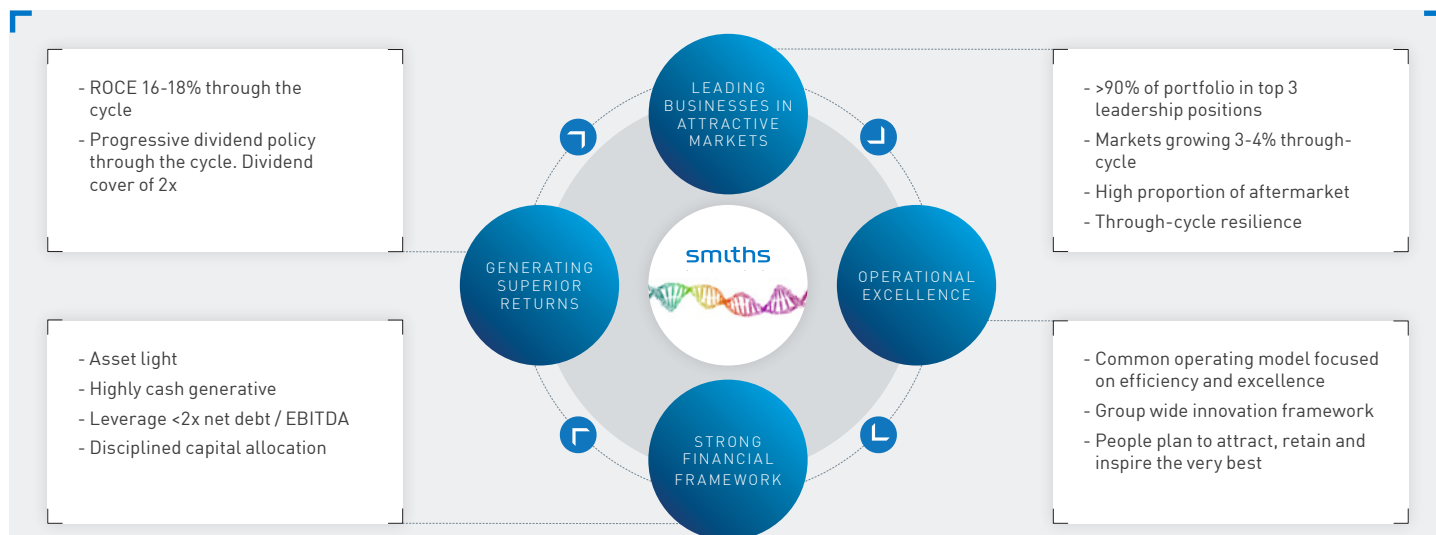 - ROCE 16-18% through the
cycle
- Progressive dividend policy
through the cycle. Dividend
cover of 2x
LEADING
BUSINESSES IN
ATTRACTIVE
MARKETS
- >90% of portfolio in top 3
leadership positions
- Markets growing 3-4% through-
cycle
- High proportion of aftermarket
- Through-cycle resilience
GENERATING
SUPERIOR
RETURNS
smiths
OPERATIONAL
EXCELLENCE
- Asset light
- Highly cash generative
- Leverage <2x net debt / EBITDA
- Disciplined capital allocation
STRONG
FINANCIAL
FRAMEWORK
- Common operating model focused
on efficiency and excellence
- Group wide innovation framework
- People plan to attract, retain and
inspire the very best